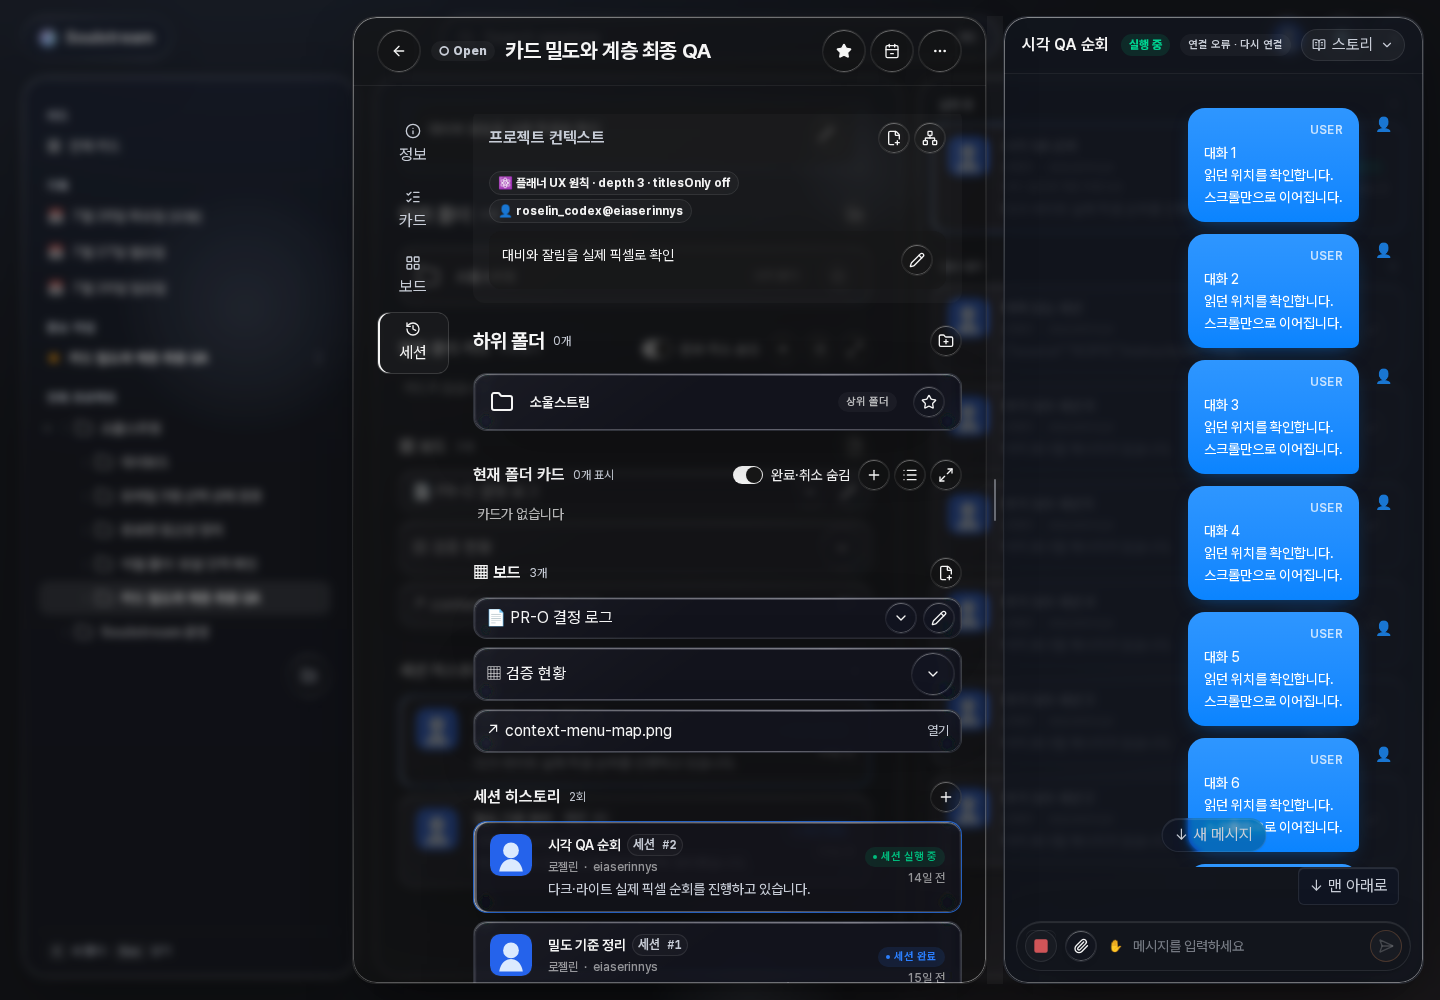 Open
카드 밀도와 계층 최종 QA
정보
카드
보드
세션
프로젝트 컨텍스트
플래너 UX 원칙 · depth 3 · titlesOnly off
roselin_codex@eiaserinnys
대비와 잘림을 실제 픽셀로 확인
하위 폴더 0개
소울스트림
상위 폴더
현재 폴더 카드 0개 표시
완료·취소 숨김
카드가 없습니다
보드 3개
PR-O 결정 로그
검증 현황
↗ context-menu-map.png
열기
세션 히스토리 2회
시각 QA 순회 세션 #2
로젤린 · eiaserinnys
다크·라이트 실제 픽셀 순회를 진행하고 있습니다.
세션 실행 중
14일 전
밀도 기준 정리 세션 #1
로젤린 · eiaserinnys
세션 완료
15일 전
시각 QA 순회
실행 중
연결 오류 · 다시 연결
스토리
USER
대화 1
읽던 위치를 확인합니다.
스크롤만으로 이어집니다.
USER
대화 2
읽던 위치를 확인합니다.
스크롤만으로 이어집니다.
USER
대화 3
읽던 위치를 확인합니다.
스크롤만으로 이어집니다.
USER
대화 4
읽던 위치를 확인합니다.
스크롤만으로 이어집니다.
USER
대화 5
읽던 위치를 확인합니다.
스크롤만으로 이어집니다.
USER
대화 6
읽던 위치를 확인합니다.
로 이어집니다.
↓ 새 메시지
↓ 맨 아래로
메시지를 입력하세요